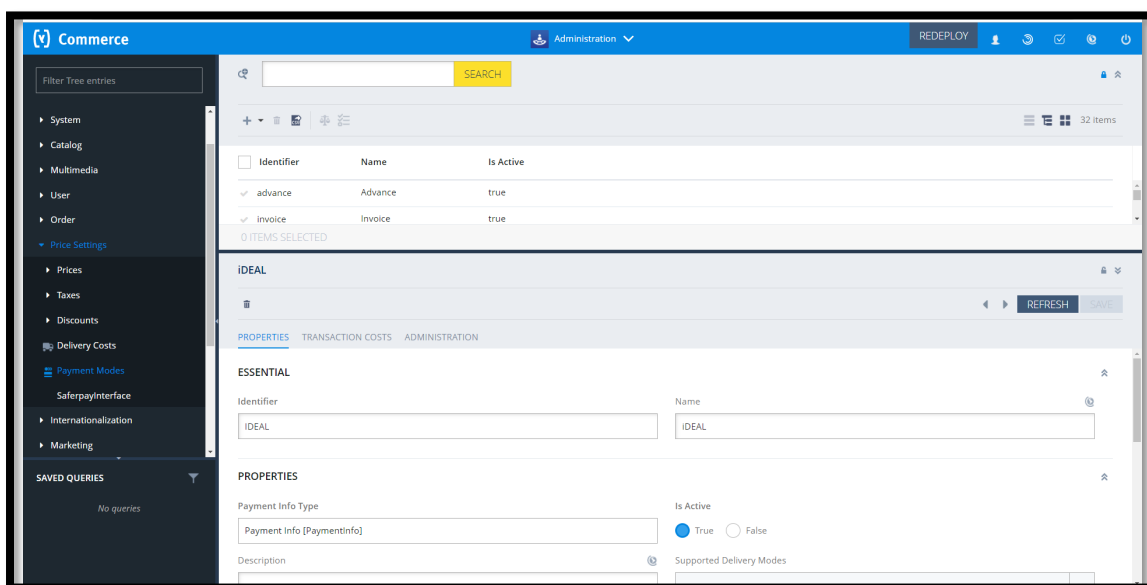 (Y) Commerce
Administration
REDEPLOY
Filter Tree entries
SEARCH
System
Catalog
Multimedia
User
Order
Price Settings
Prices
Taxes
Discounts
Delivery Costs
Payment Modes
SaferpayInterface
Internationalization
Marketing
SAVED QUERIES
No queries
32 items
Identifier Name Is Active
advance Advance true
invoice Invoice true
0 ITEMS SELECTED
iDEAL
REFRESH SAVE
PROPERTIES TRANSACTION COSTS ADMINISTRATION
ESSENTIAL
Identifier Name
IDEAL iDEAL
PROPERTIES
Payment Info Type Is Active
Payment Info [PaymentInfo] True False
Description Supported Delivery Modes